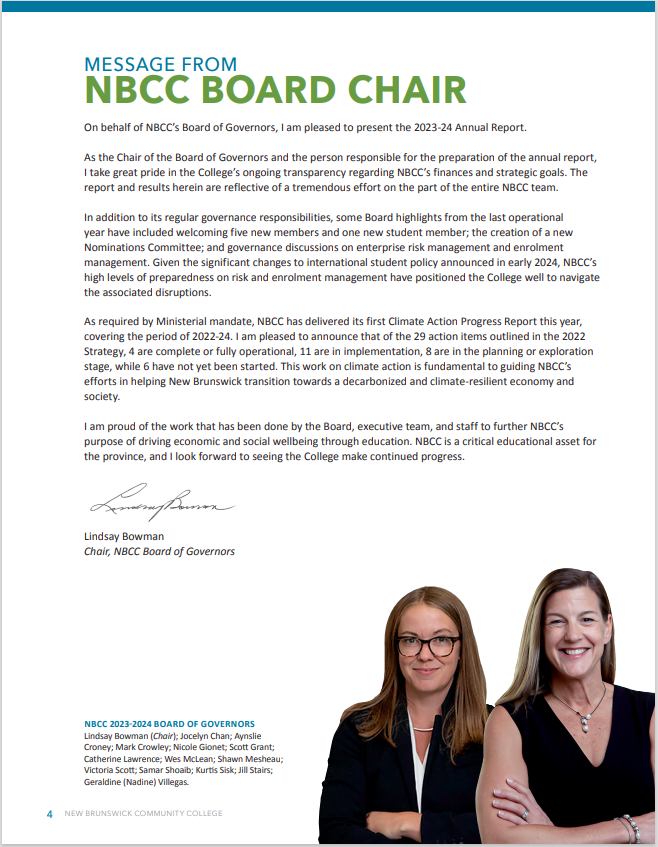 MESSAGE FROM
NBCC BOARD CHAIR
On behalf of NBCC's Board of Governors, I am pleased to present the 2023-24 Annual Report.
As the Chair of the Board of Governors and the person responsible for the preparation of the annual report,
I take great pride in the College's ongoing transparency regarding NBCC's finances and strategic goals. The
report and results herein are reflective of a tremendous effort on the part of the entire NBCC team.
In addition to its regular governance responsibilities, some Board highlights from the last operational
year have included welcoming five new members and one new student member; the creation of a new
Nominations Committee; and governance discussions on enterprise risk management and enrolment
management. Given the significant changes to international student policy announced in early 2024, NBCC's
high levels of preparedness on risk and enrolment management have positioned the College well to navigate
the associated disruptions.
As required by Ministerial mandate, NBCC has delivered its first Climate Action Progress Report this year,
covering the period of 2022-24. I am pleased to announce that of the 29 action items outlined in the 2022
Strategy, 4 are complete or fully operational, 11 are in implementation, 8 are in the planning or exploration
stage, while 6 have not yet been started. This work on climate action is fundamental to guiding NBCC's
efforts in helping New Brunswick transition towards a decarbonized and climate-resilient economy and
society.
I am proud of the work that has been done by the Board, executive team, and staff to further NBCC's
purpose of driving economic and social wellbeing through education. NBCC is a critical educational asset for
the province, and I look forward to seeing the College make continued progress.
Lindsay Bowman
Lindsay Bowman
Chair, NBCC Board of Governors
NBCC 2023-2024 BOARD OF GOVERNORS
Lindsay Bowman (Chair); Jocelyn Chan; Aynslie
Croney; Mark Crowley; Nicole Gionet; Scott Grant;
Catherine Lawrence; Wes McLean; Shawn Mesheau;
Victoria Scott; Samar Shoaib; Kurtis Sisk; Jill Stairs;
Geraldine (Nadine) Villegas.
4 NEW BRUNSWICK COMMUNITY COLLEGE